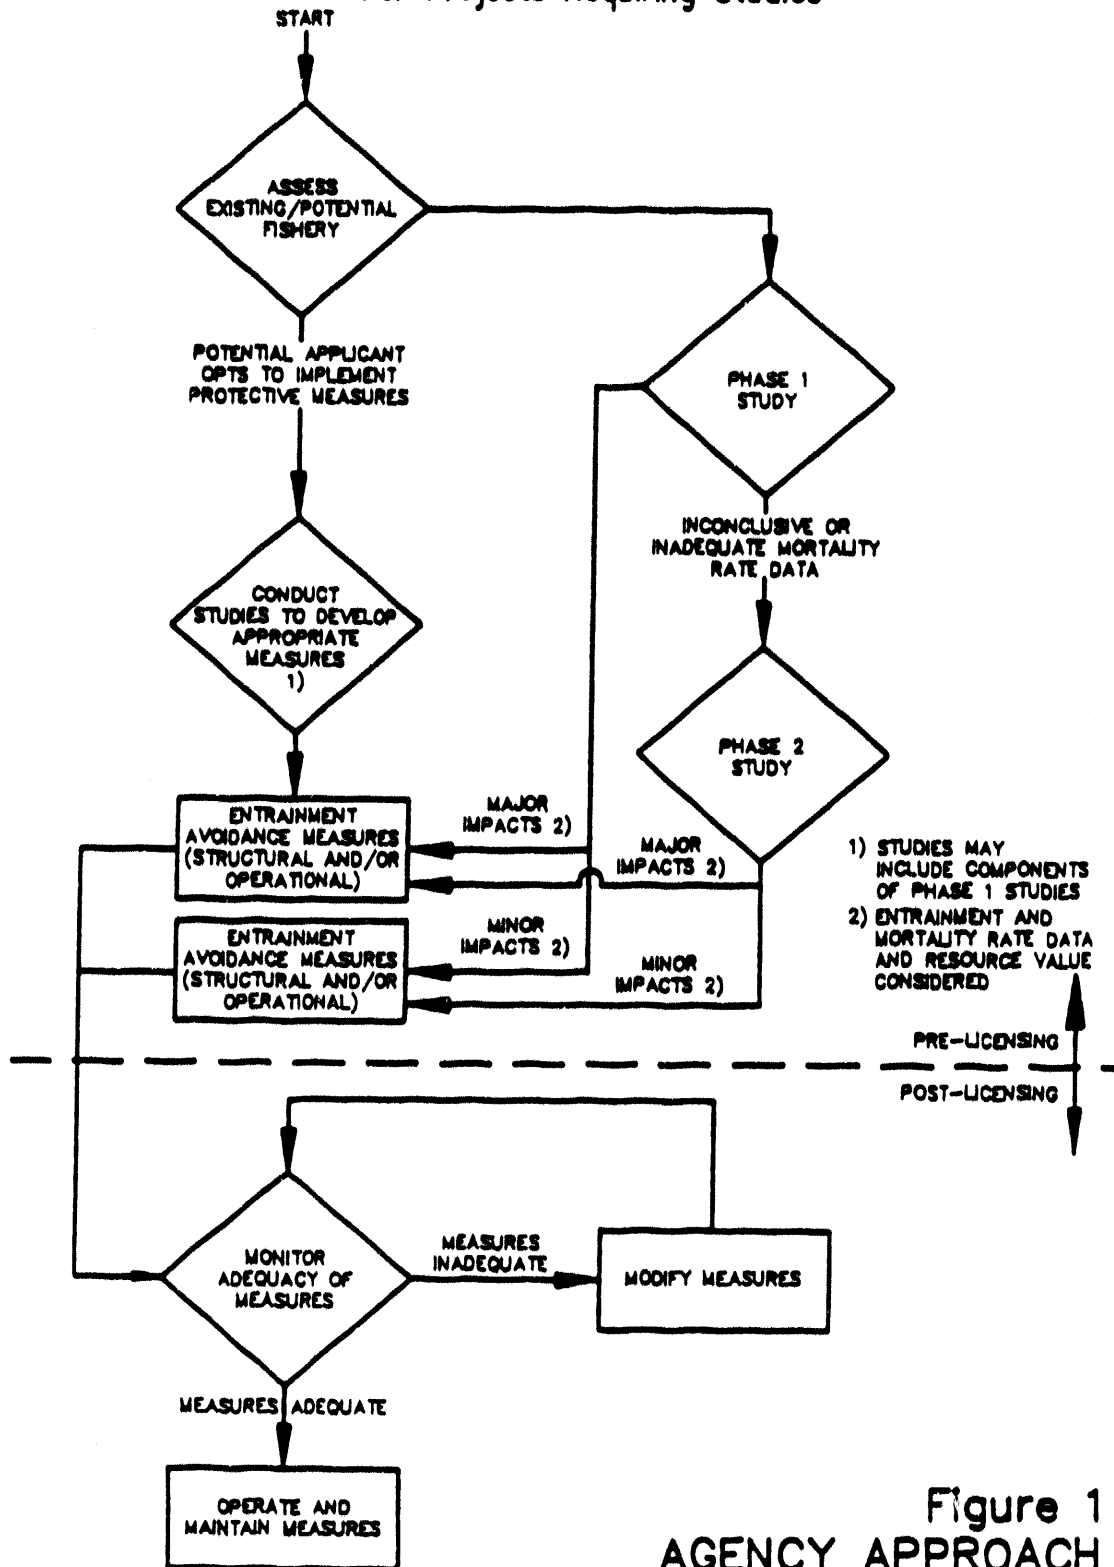 For Projects Requiring Studies
START
ASSESS
EXISTING/POTENTIAL
FISHERY
POTENTIAL APPLICANT
OPTS TO IMPLEMENT
PROTECTIVE MEASURES
PHASE 1
STUDY
INCONCLUSIVE OR
INADEQUATE MORTALITY
RATE DATA
CONDUCT
STUDIES TO DEVELOP
APPROPRIATE
MEASURES
1)
PHASE 2
STUDY
ENTRAINMENT
AVOIDANCE MEASURES
(STRUCTURAL AND/OR
OPERATIONAL)
MAJOR
IMPACTS 2)
MAJOR
IMPACTS 2)
ENTRAINMENT
AVOIDANCE MEASURES
(STRUCTURAL AND/OR
OPERATIONAL)
MINOR
IMPACTS 2)
MINOR
IMPACTS 2)
1) STUDIES MAY
INCLUDE COMPONENTS
OF PHASE 1 STUDIES
2) ENTRAINMENT AND
MORTALITY RATE DATA
AND RESOURCE VALUE
CONSIDERED
PRE-LICENSING
POST-LICENSING
MONITOR
ADEQUACY OF
MEASURES
MEASURES
INADEQUATE
MODIFY MEASURES
MEASURES ADEQUATE
OPERATE AND
MAINTAIN MEASURES
Figure 1
AGENCY APPROACH